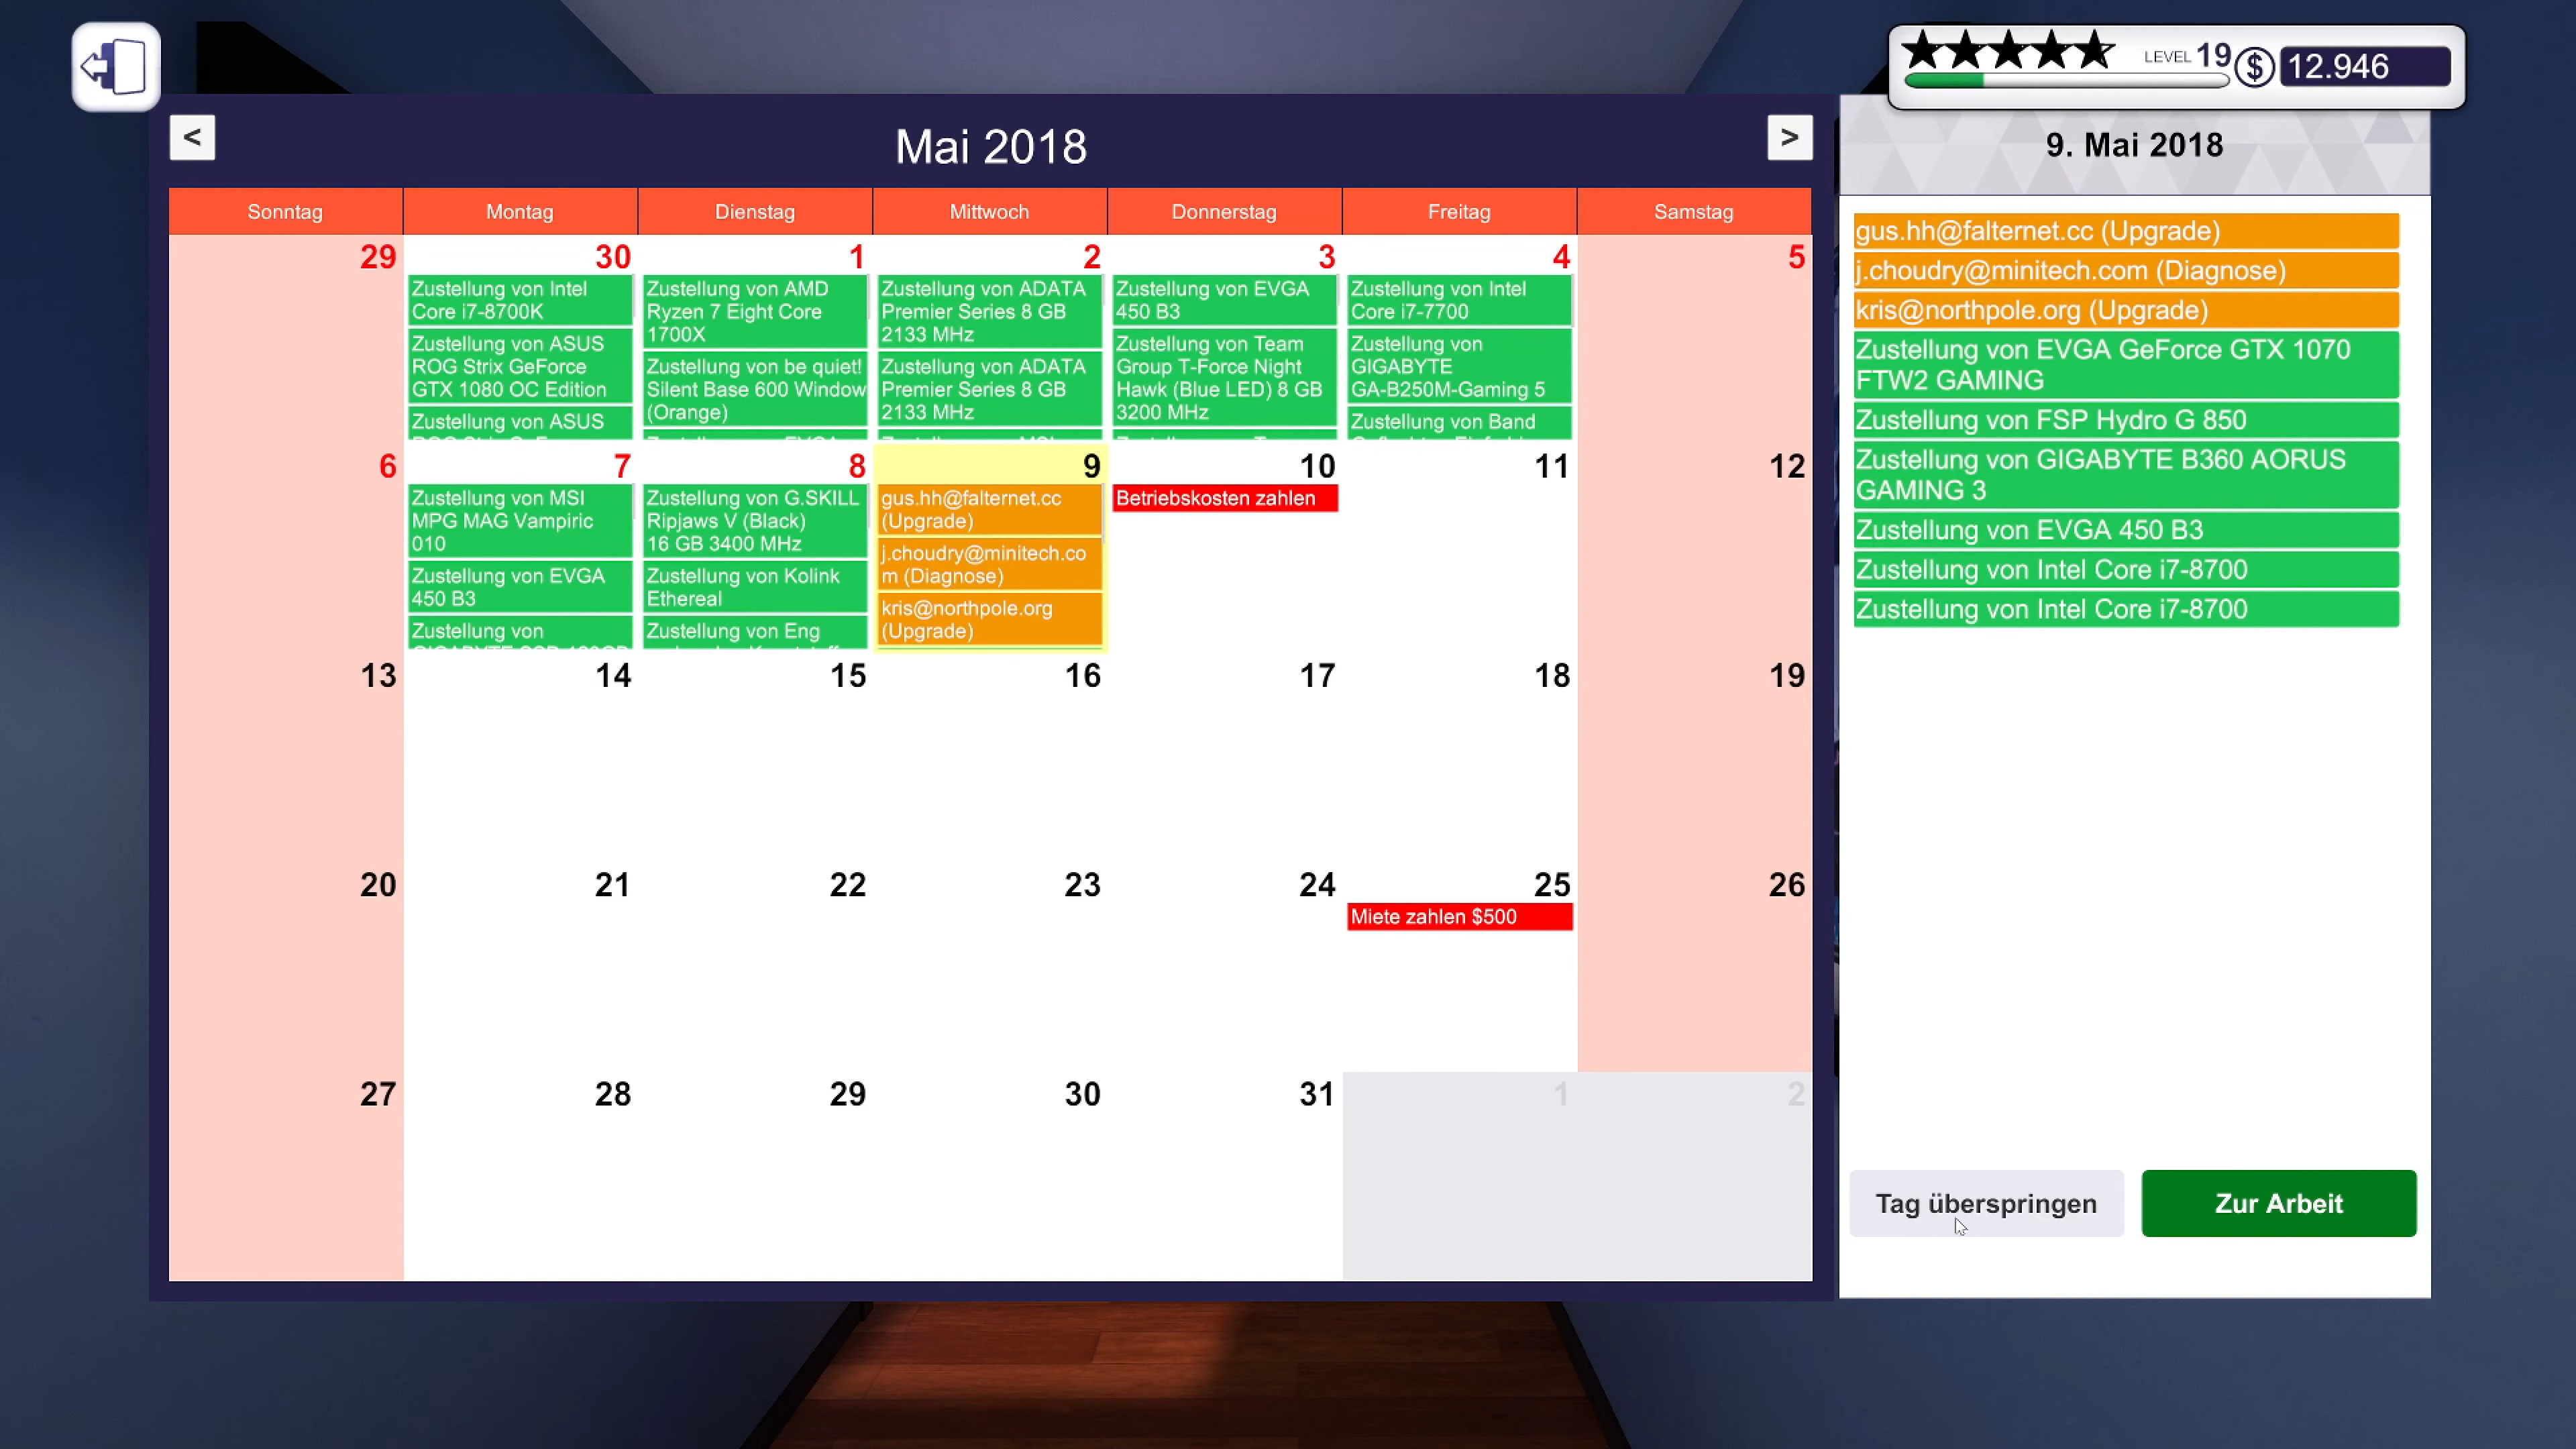 LEVEL 19 $ 12.946
< Mai 2018 >
9. Mai 2018
Sonntag Montag Dienstag Mittwoch Donnerstag Freitag Samstag
29 30 1 2 3 4 5
Zustellung von Intel
Core i7-8700K
Zustellung von ASUS
ROG Strix GeForce
GTX 1080 OC Edition
Zustellung von ASUS
Zustellung von AMD
Ryzen 7 Eight Core
1700X
Zustellung von be quiet!
Silent Base 600 Window
(Orange)
Zustellung von ADATA
Premier Series 8 GB
2133 MHz
Zustellung von ADATA
Premier Series 8 GB
2133 MHz
Zustellung von EVGA
450 B3
Zustellung von Team
Group T-Force Night
Hawk (Blue LED) 8 GB
3200 MHz
Zustellung von Intel
Core i7-7700
Zustellung von
GIGABYTE
GA-B250M-Gaming 5
Zustellung von Band
6 7 8 9 10 11 12
Zustellung von MSI
MPG MAG Vampiric
010
Zustellung von EVGA
450 B3
Zustellung von
Zustellung von G.SKILL
Ripjaws V (Black)
16 GB 3400 MHz
Zustellung von Kolink
Ethereal
Zustellung von Eng
gus.hh@falternet.cc
(Upgrade)
j.choudry@minitech.co
m (Diagnose)
kris@northpole.org
(Upgrade)
Betriebskosten zahlen
13 14 15 16 17 18 19
20 21 22 23 24 25 26
Miete zahlen $500
27 28 29 30 31 1 2
gus.hh@falternet.cc (Upgrade)
j.choudry@minitech.com (Diagnose)
kris@northpole.org (Upgrade)
Zustellung von EVGA GeForce GTX 1070
FTW2 GAMING
Zustellung von FSP Hydro G 850
Zustellung von GIGABYTE B360 AORUS
GAMING 3
Zustellung von EVGA 450 B3
Zustellung von Intel Core i7-8700
Zustellung von Intel Core i7-8700
Tag überspringen Zur Arbeit